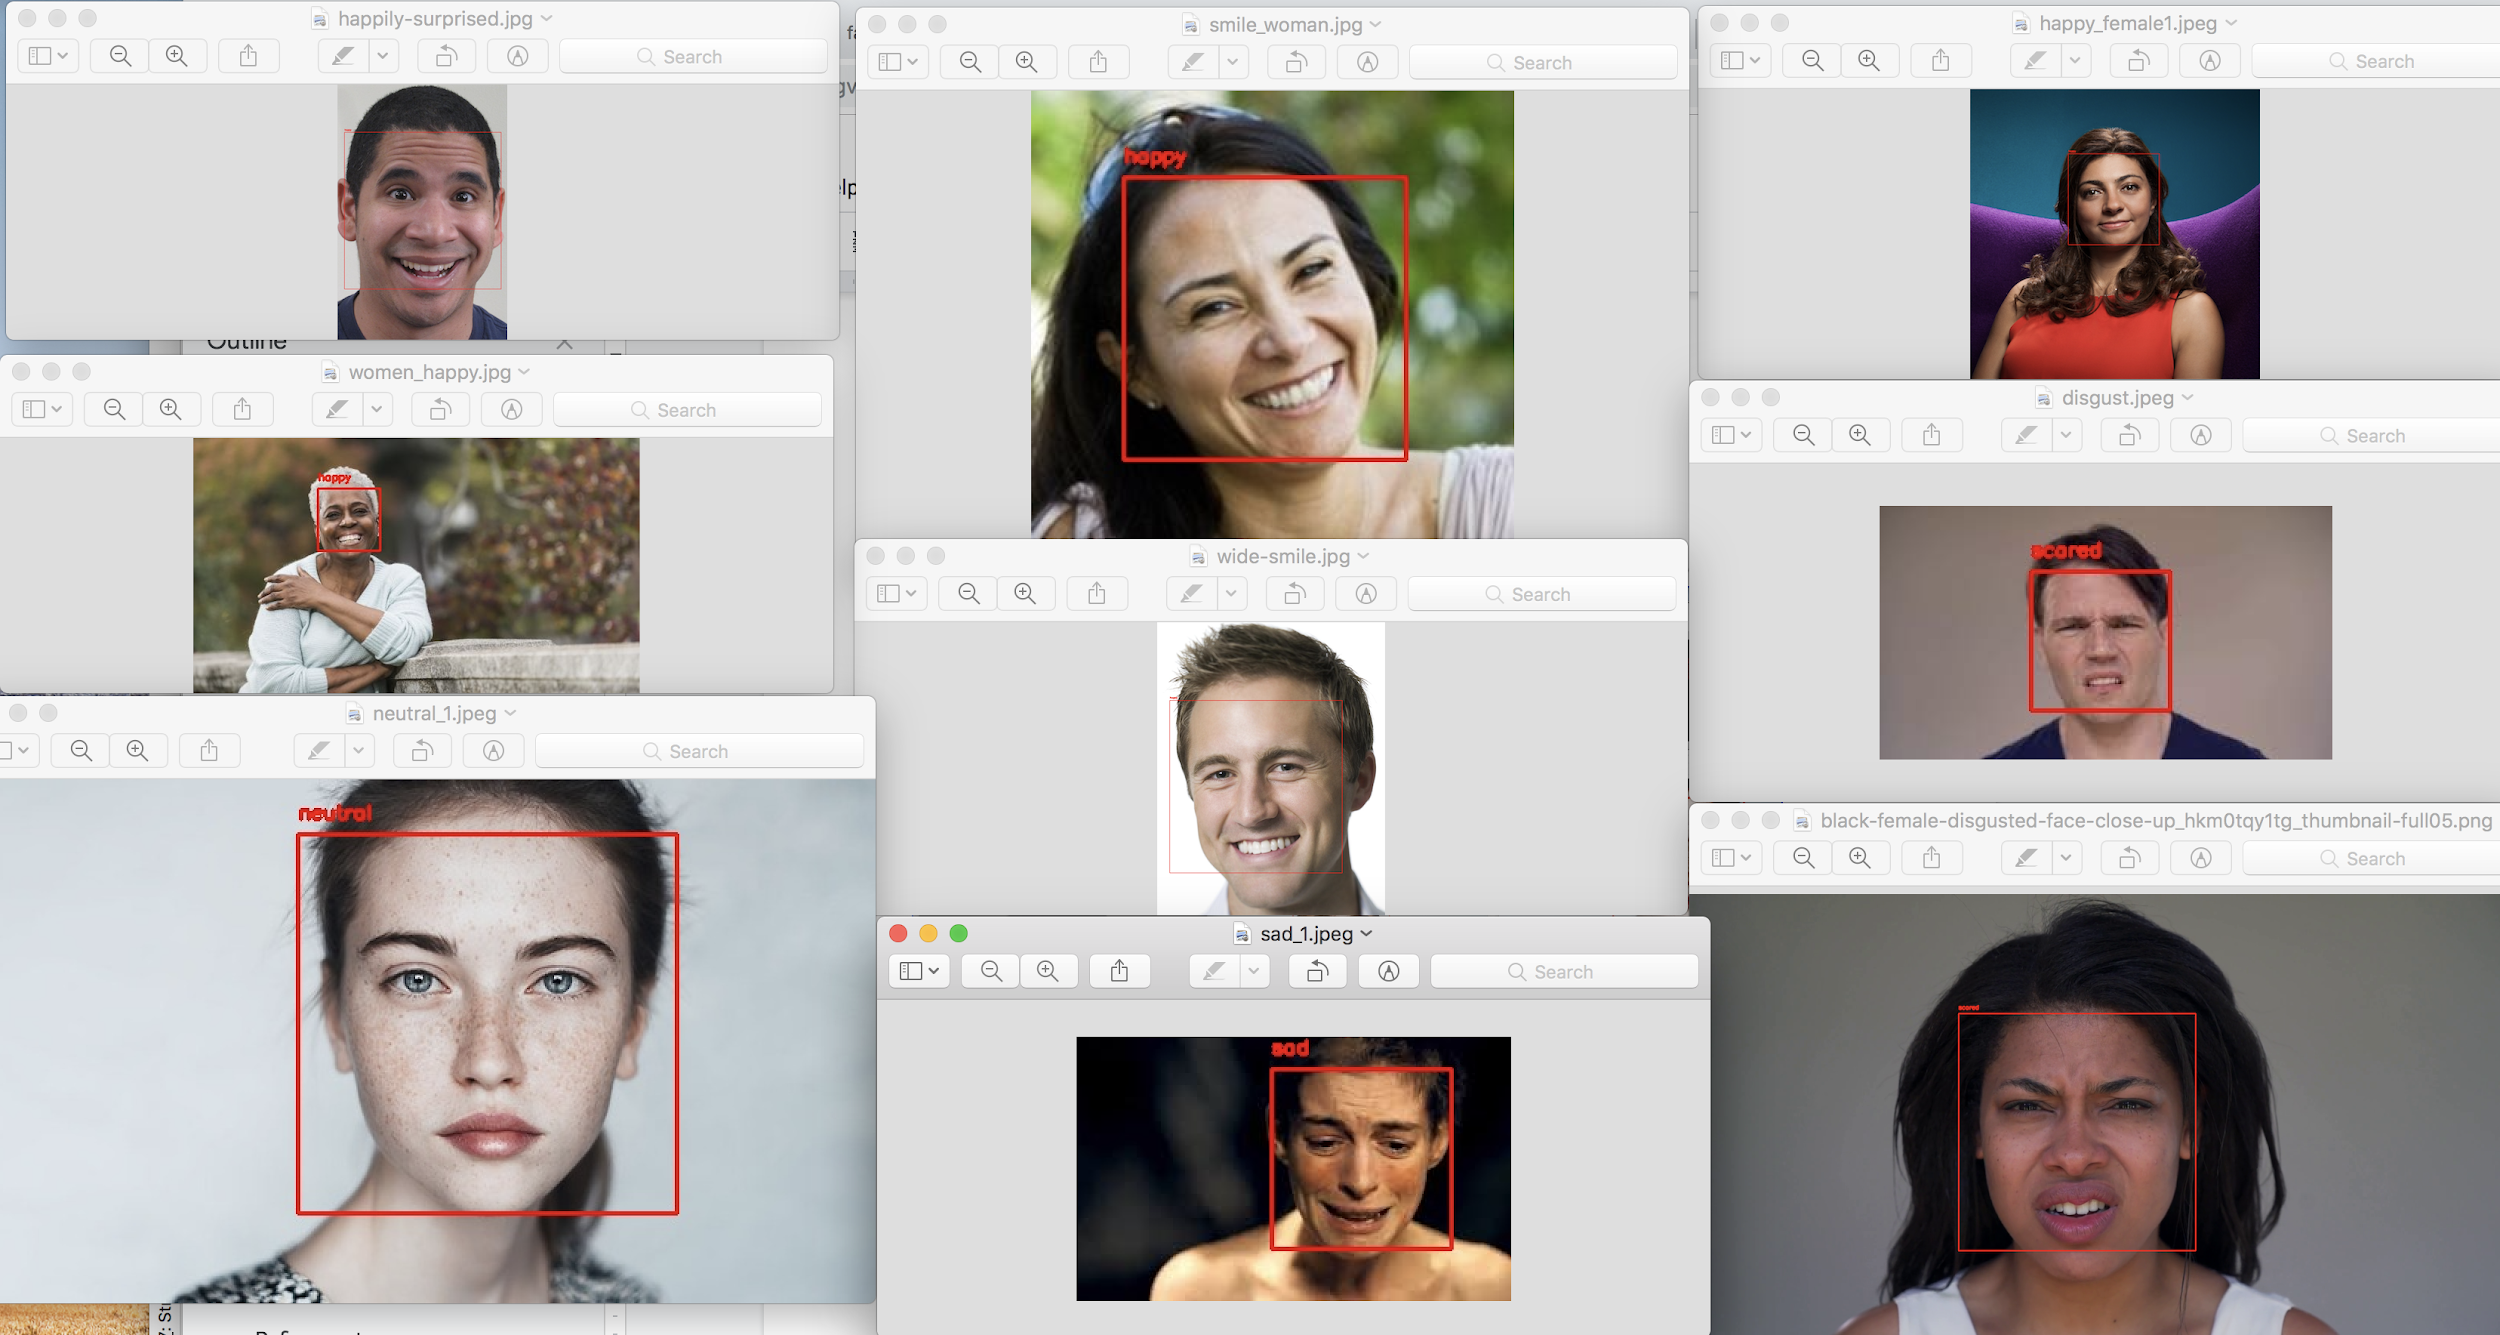 happily-surprised.jpg
Search
smile_woman.jpg
Search
happy
happy_female1.jpeg
Search
Outline
women_happy.jpg
Search
happy
disgust.jpeg
Search
scared
wide-smile.jpg
Search
neutral_1.jpeg
Search
neutral
black-female-disgusted-face-close-up_hkm0tqy1tg_thumbnail-full05.png
Search
scared
sad_1.jpeg
Search
sad